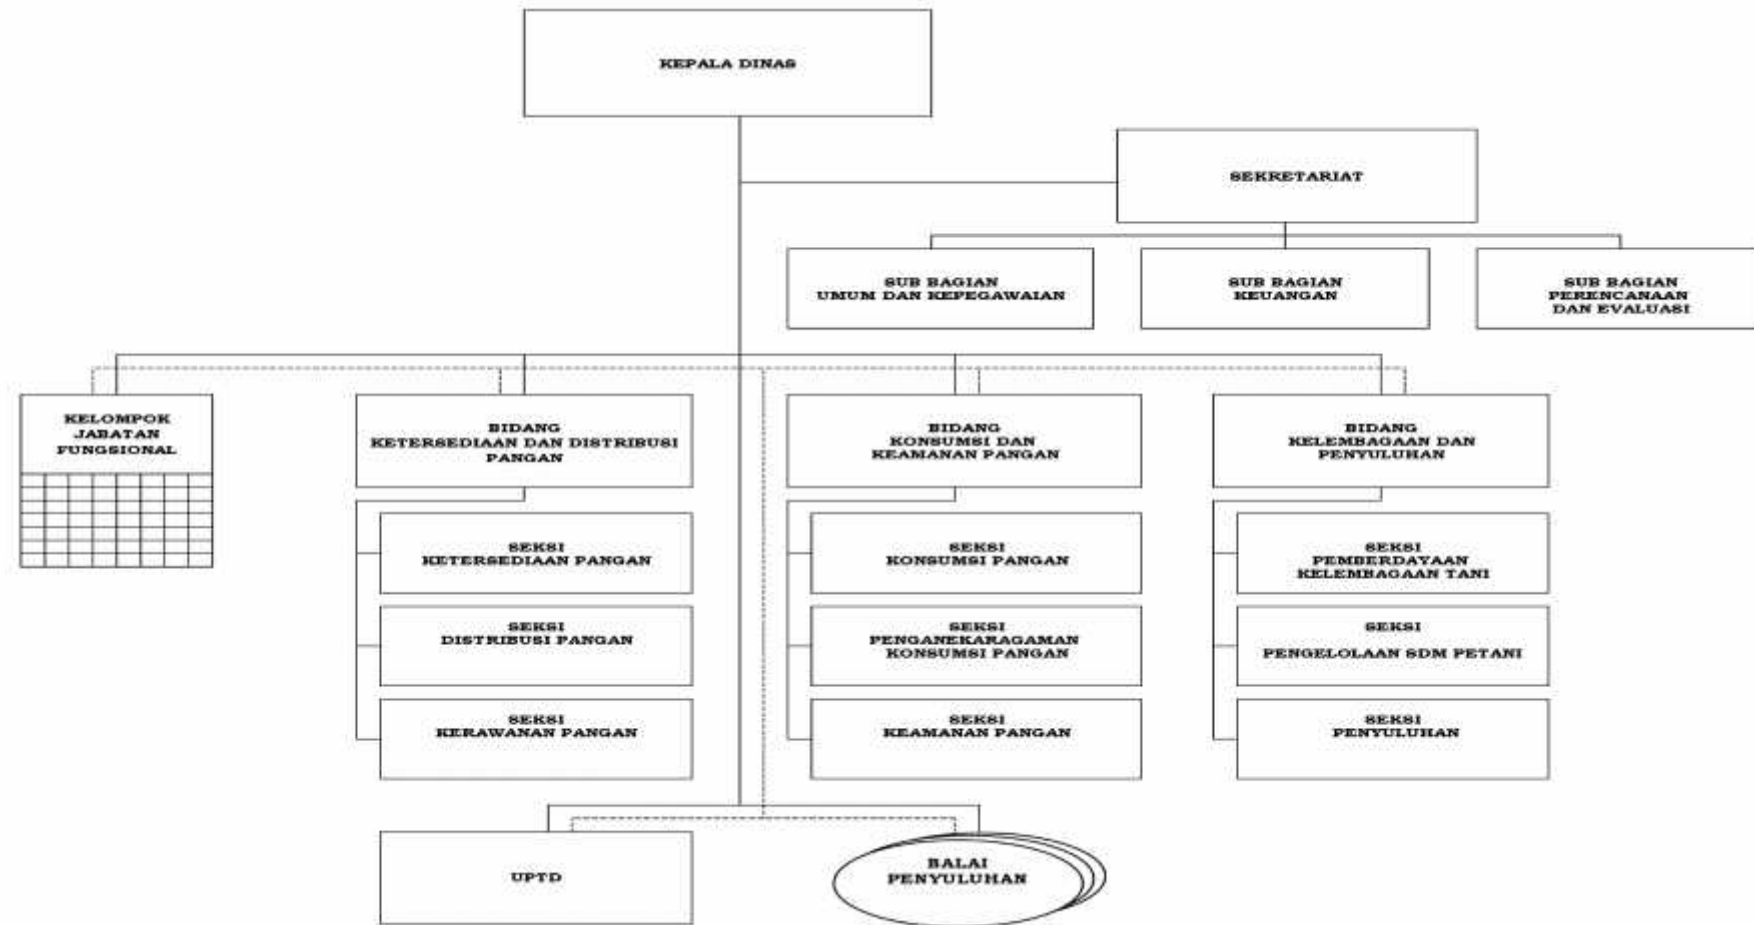 KEPALA DINAS
SEKRETARIAT
SUB BAGIAN
UMUM DAN KEPEGAWAIAN
SUB BAGIAN
KEUANGAN
SUB BAGIAN
PERENCANAAN
DAN EVALUASI
KELOMPOK
JABATAN
FUNGSIONAL
BIDANG
KETERSEDIAAN DAN DISTRIBUSI
PANGAN
BIDANG
KONSUMSI DAN
KEAMANAN PANGAN
BIDANG
KELEMBAGAAN DAN
PENYULUHAN
SEKSI
KETERSEDIAAN PANGAN
SEKSI
KONSUMSI PANGAN
SEKSI
PEMBERDAYAAN
KELEMBAGAAN TANI
SEKSI
DISTRIBUSI PANGAN
SEKSI
PENGANEKARAGAMAN
KONSUMSI PANGAN
SEKSI
PENGELOLAAN SDM PETANI
SEKSI
KERAWANAN PANGAN
SEKSI
KEAMANAN PANGAN
SEKSI
PENYULUHAN
UPTD
BALAI
PENYULUHAN